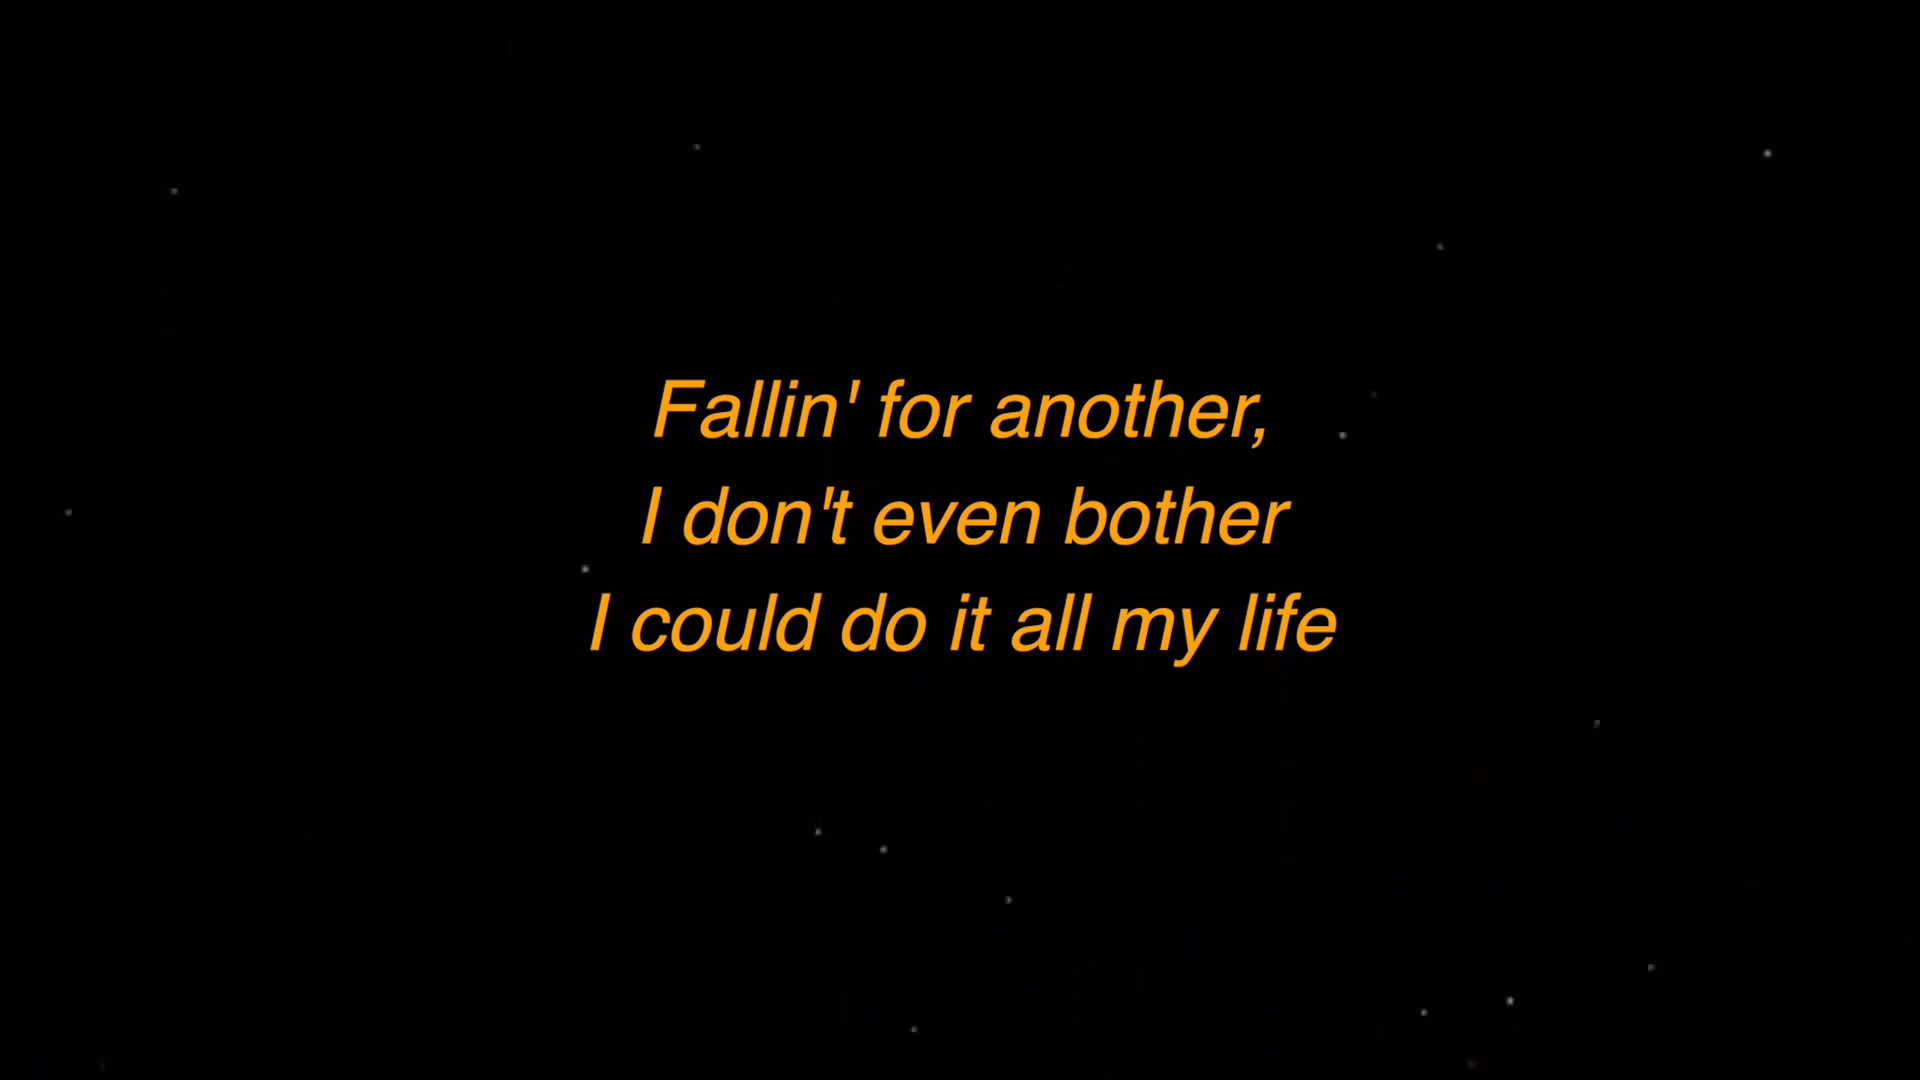 Fallin' for another,
I don't even bother
I could do it all my life